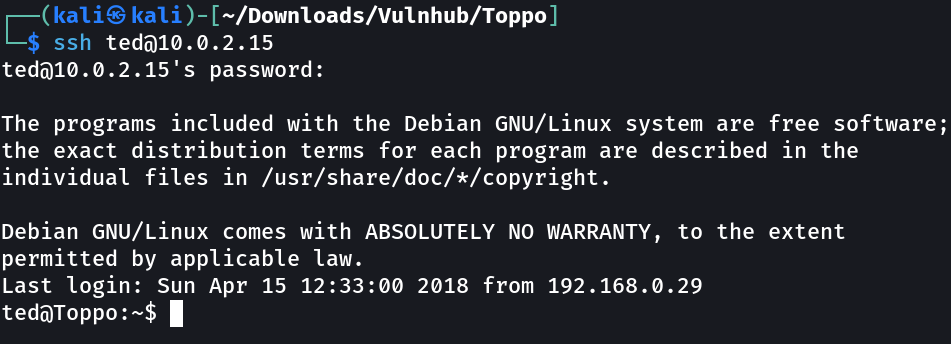 ┌──(kali㉿kali)-[~/Downloads/Vulnhub/Toppo]
└─$ ssh ted@10.0.2.15
ted@10.0.2.15's password:
The programs included with the Debian GNU/Linux system are free software;
the exact distribution terms for each program are described in the
individual files in /usr/share/doc/*/copyright.
Debian GNU/Linux comes with ABSOLUTELY NO WARRANTY, to the extent
permitted by applicable law.
Last login: Sun Apr 15 12:33:00 2018 from 192.168.0.29
ted@Toppo:~$